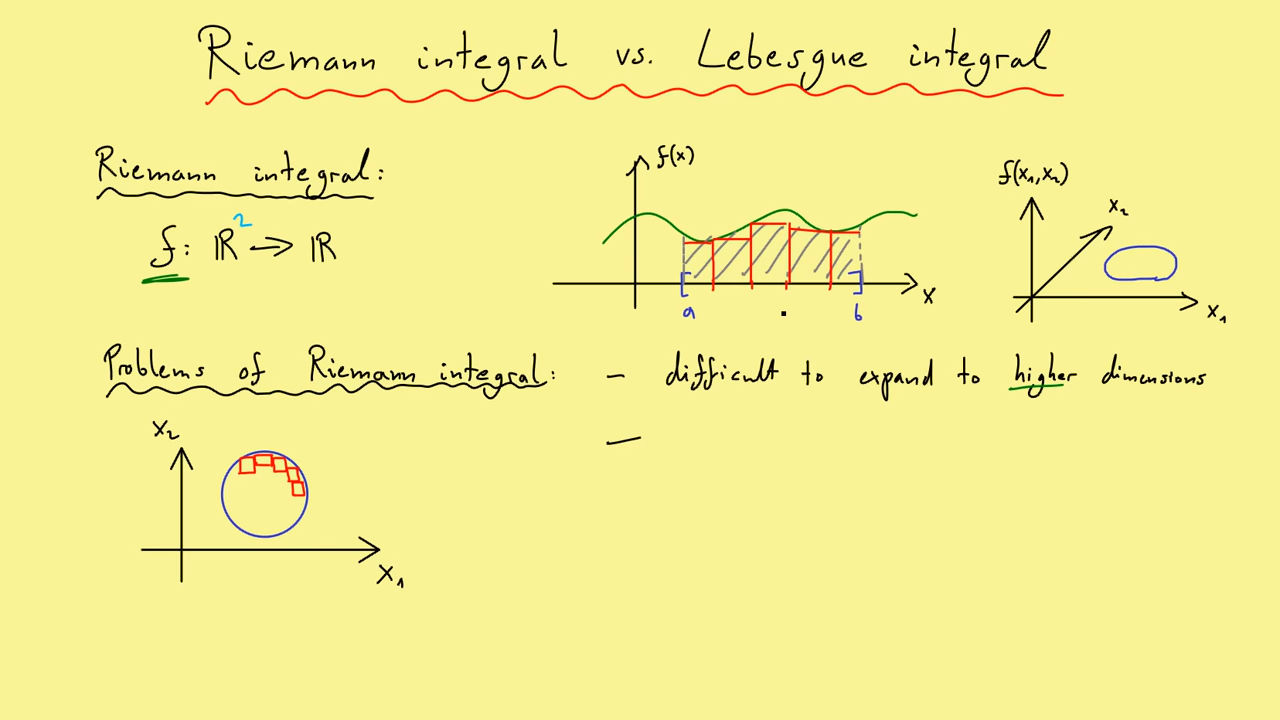 Riemann integral vs. Lebesgue integral
Riemann integral:
f: ℝ² → ℝ
f(x)
x
a
b
f(x₁,x₂)
x₂
x₁
Problems of Riemann integral: – difficult to expand to higher dimensions
–
x₂
x₁